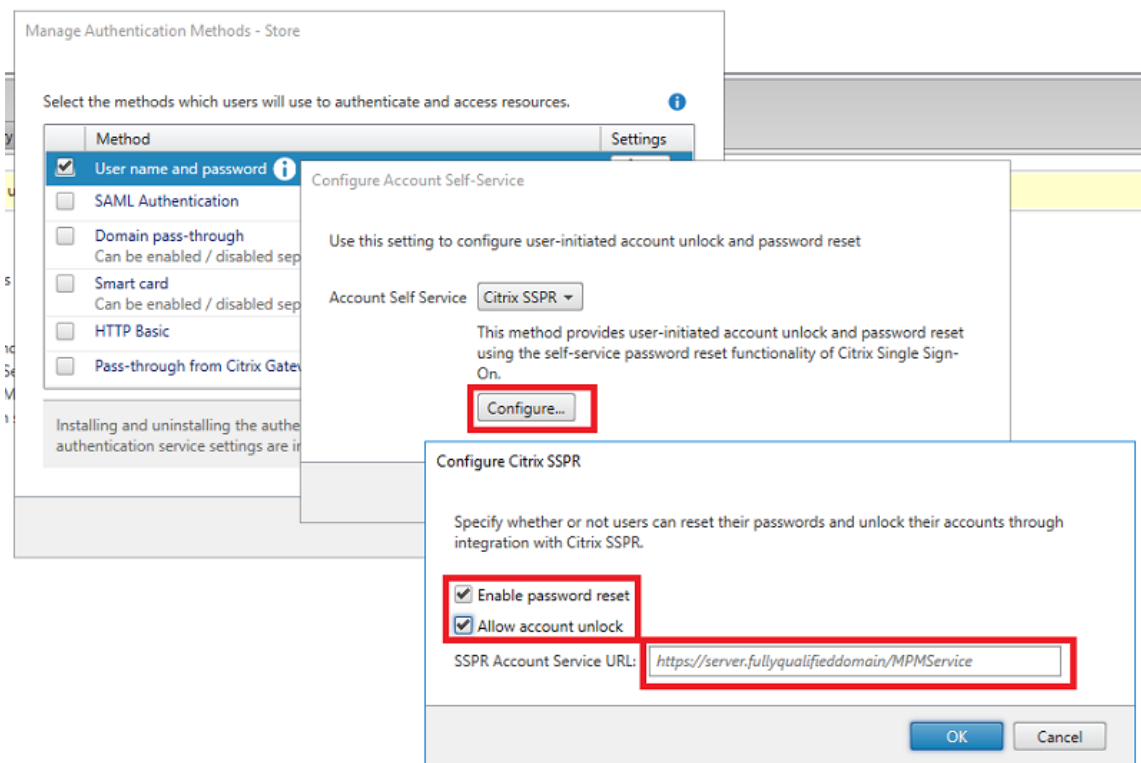 Manage Authentication Methods - Store
Select the methods which users will use to authenticate and access resources.
Method
Settings
User name and password
SAML Authentication
Domain pass-through
Can be enabled / disabled sep
Smart card
Can be enabled / disabled sep
HTTP Basic
Pass-through from Citrix
Installing and uninstalling the authe
authentication service settings are in
Configure Account Self-Service
Use this setting to configure user-initiated account unlock and password reset
Account Self Service
Citrix SSPR
This method provides user-initiated account unlock and password reset
using the self-service password reset functionality of Citrix Single Sign-
On.
Configure...
Configure Citrix SSPR
Specify whether or not users can reset their passwords and unlock their accounts through
integration with Citrix SSPR.
Enable password reset
Allow account unlock
SSPR Account Service URL:
https://server.fullyqualifieddomain/MPMService
OK
Cancel